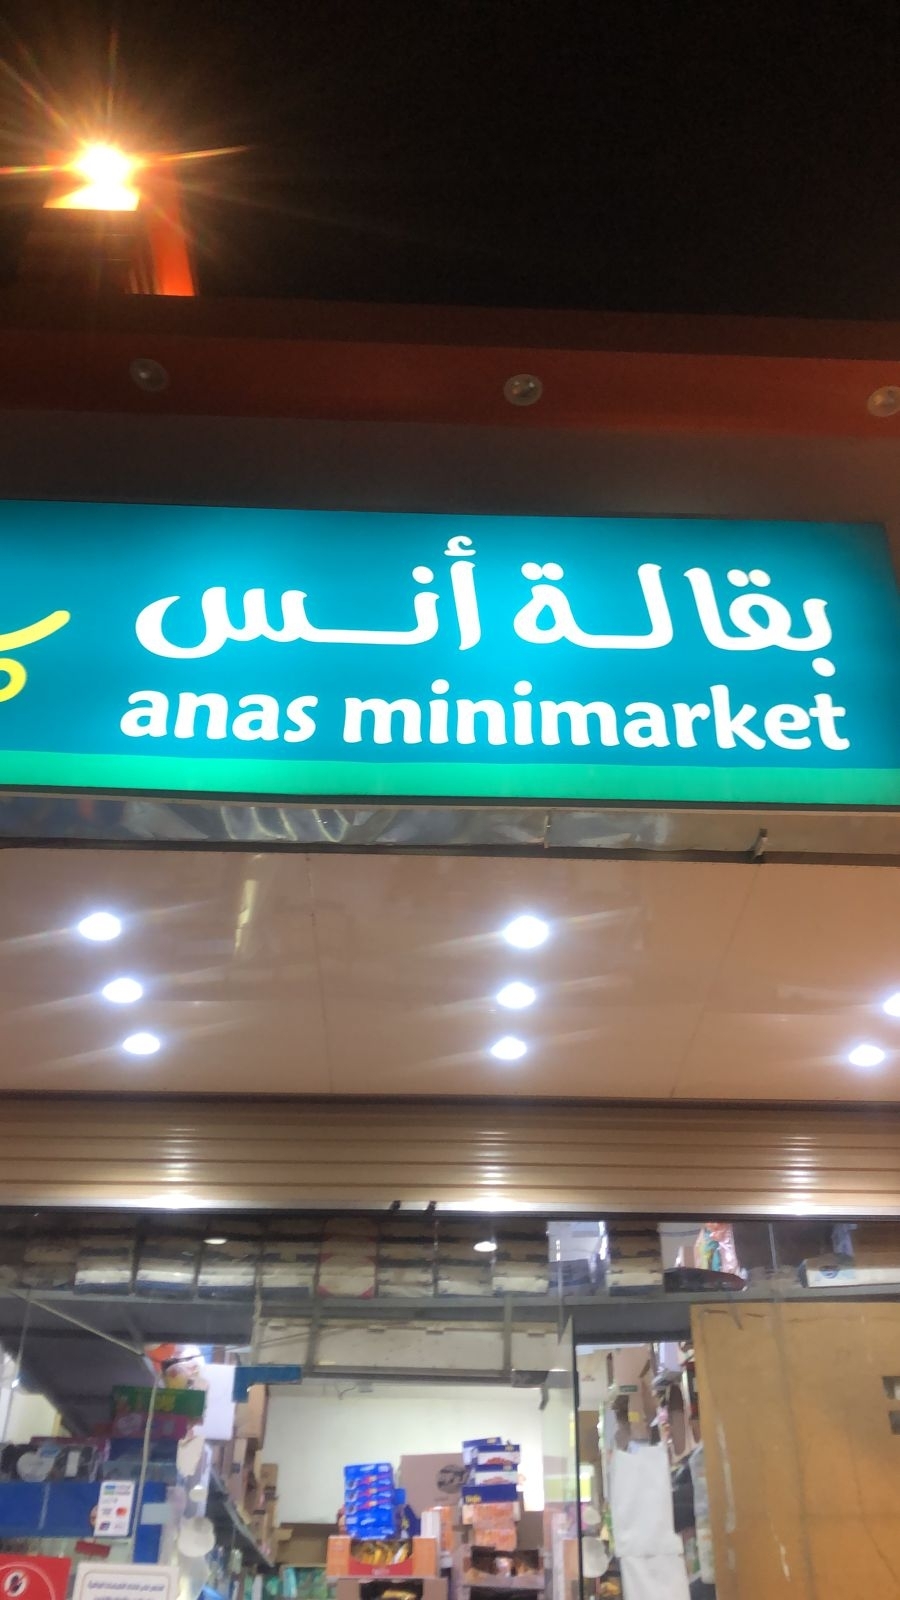 بقالة أنس
anas minimarket